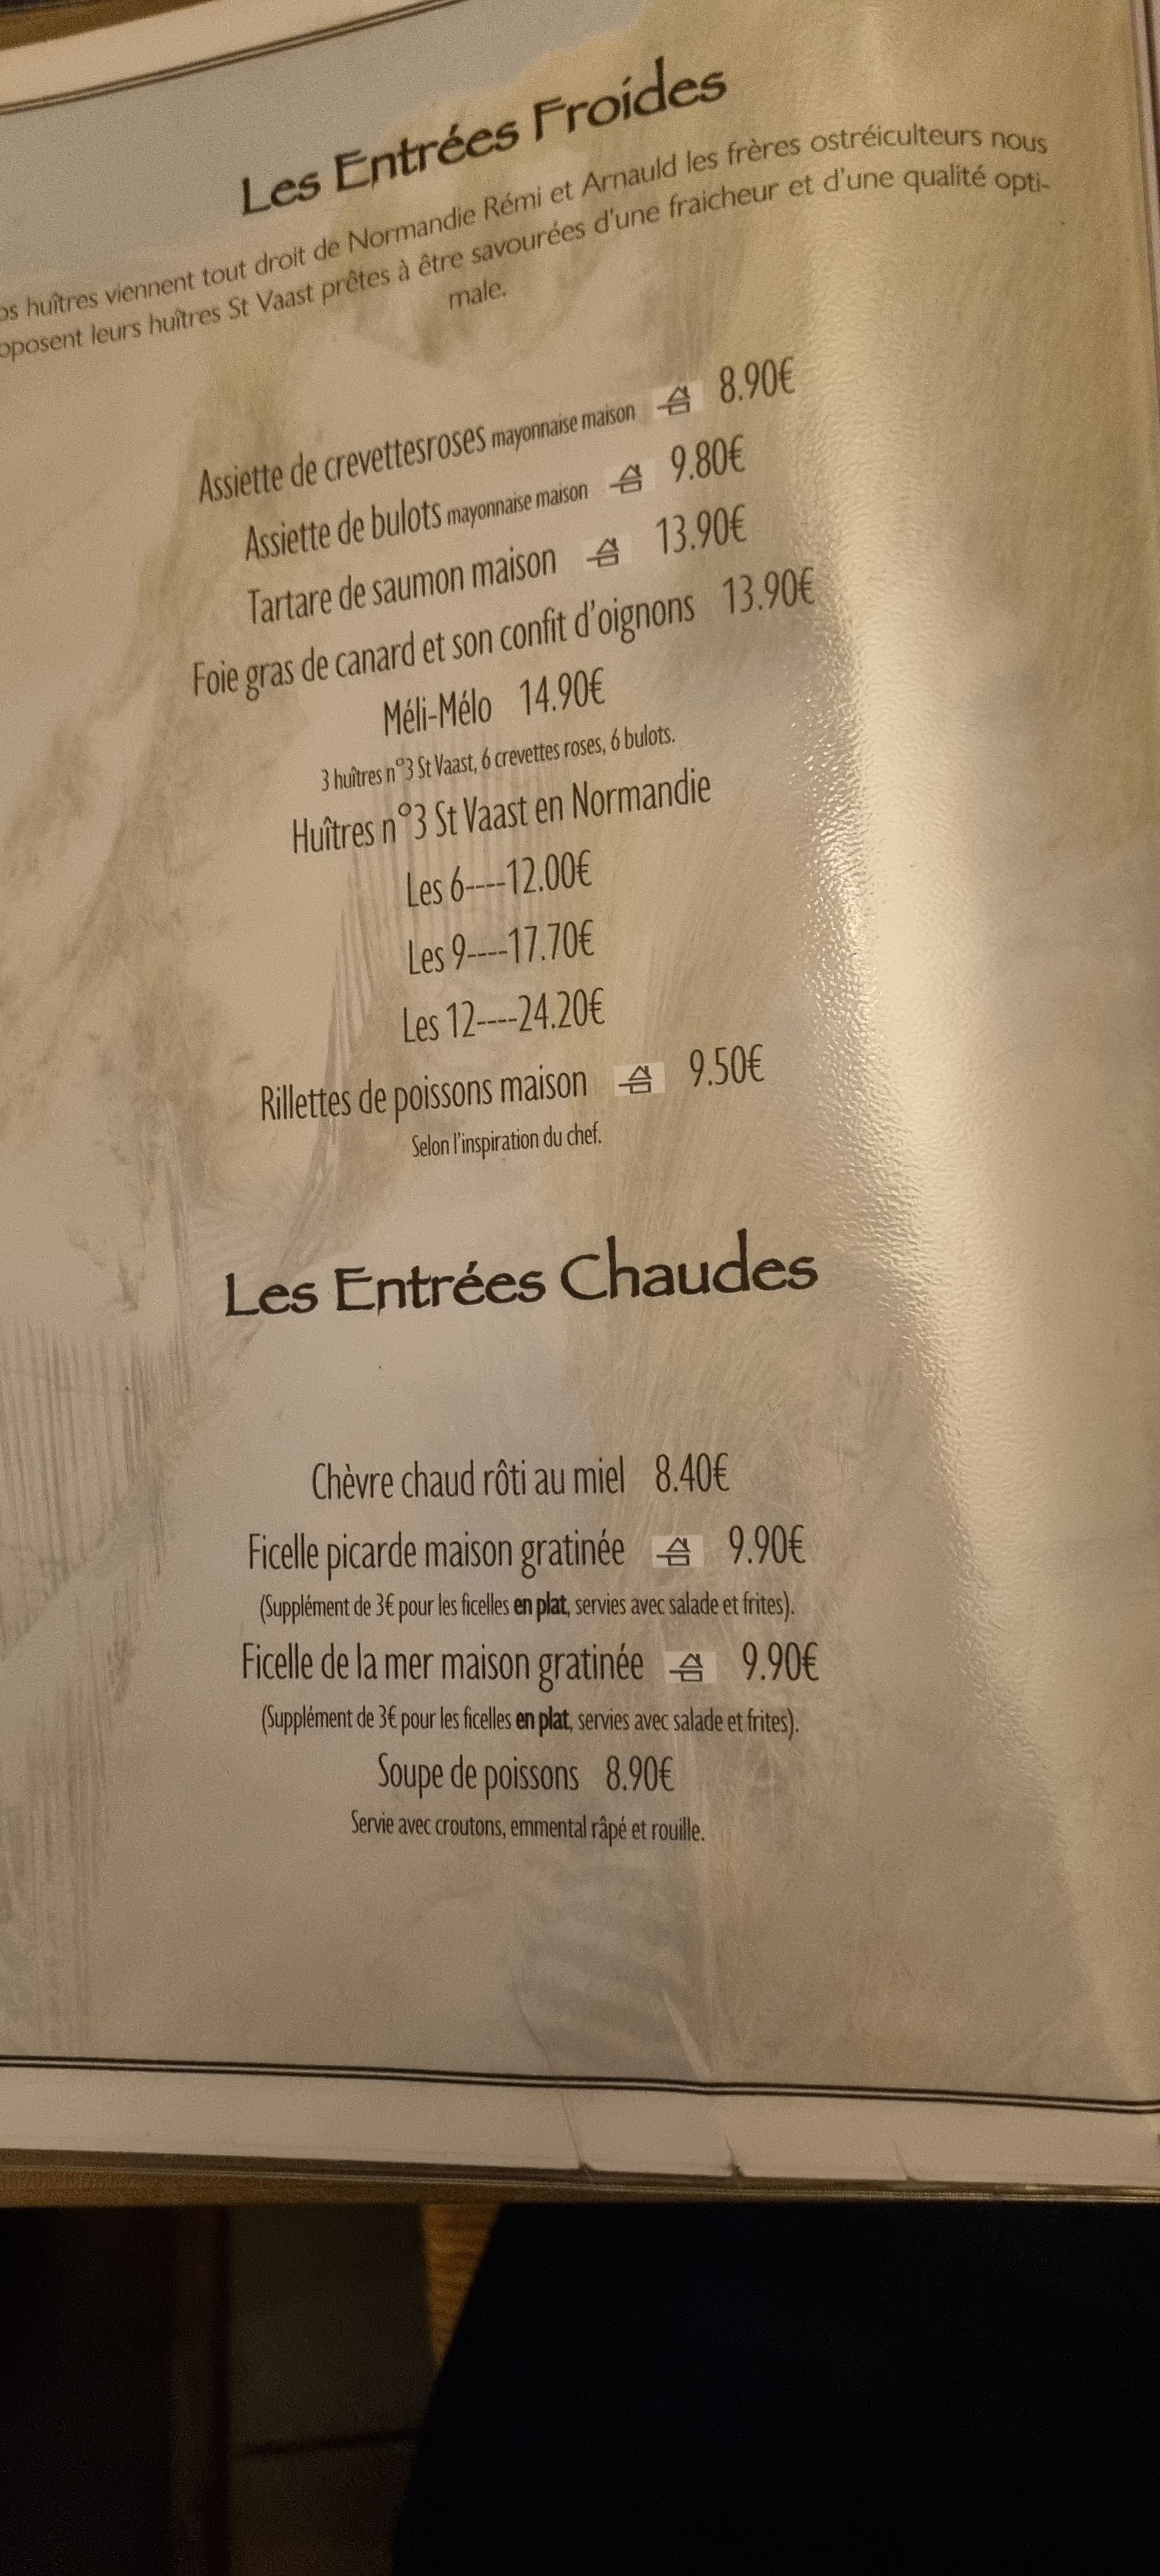 Les Entrées Froides
huîtres viennent tout droit de Normandie Rémi et Arnauld les frères ostréiculteurs nous
leurs huîtres St Vaast prêtes à être savourées d'une fraicheur et d'une qualité opti-
male.
Assiette de crevettesroses mayonnaise maison 8.90€
Assiette de bulots mayonnaise maison 9.80€
Tartare de saumon maison 13.90€
Foie gras de canard et son confit d'oignons 13.90€
Méli-Mélo 14.90€
3 huîtres n°3 St Vaast, 6 crevettes roses, 6 bulots.
Huîtres n°3 St Vaast en Normandie
Les 6----12.00€
Les 9----17.70€
Les 12----24.20€
Rillettes de poissons maison 9.50€
Selon l'inspiration du chef.
Les Entrées Chaudes
Chèvre chaud rôti au miel 8.40€
Ficelle picarde maison gratinée 9.90€
(Supplément de 3€ pour les ficelles en plat, servies avec salade et frites).
Ficelle de la mer maison gratinée 9.90€
(Supplément de 3€ pour les ficelles en plat, servies avec salade et frites).
Soupe de poissons 8.90€
Servie avec croutons, emmental râpé et rouille.